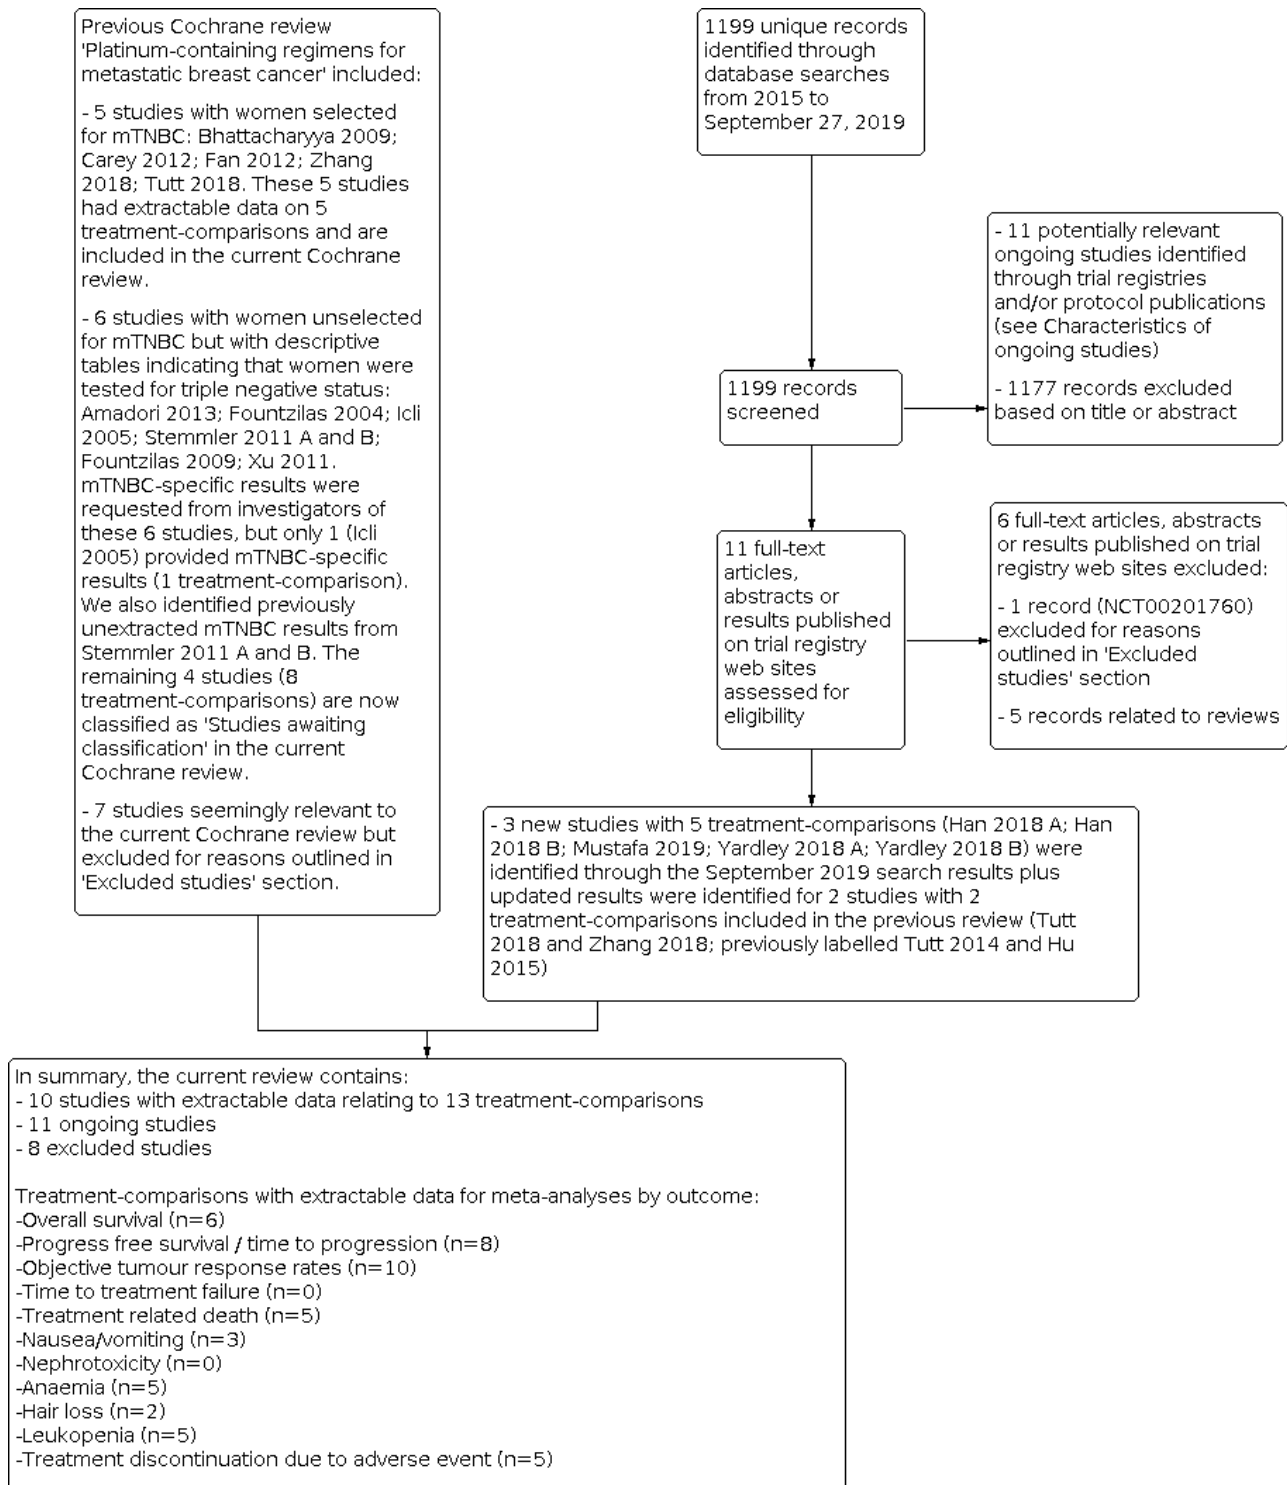 Previous Cochrane review
'Platinum-containing regimens for
metastatic breast cancer' included:
- 5 studies with women selected
for mTNBC: Bhattacharyya 2009;
Carey 2012; Fan 2012; Zhang
2018; Tutt 2018. These 5 studies
had extractable data on 5
treatment-comparisons and are
included in the current Cochrane
review.
- 6 studies with women unselected
for mTNBC but with descriptive
tables indicating that women were
tested for triple negative status:
Amadori 2013; Fountzilas 2004; Icli
2005; Stemmler 2011 A and B;
Fountzilas 2009; Xu 2011.
mTNBC-specific results were
requested from investigators of
these 6 studies, but only 1 (Icli
2005) provided mTNBC-specific
results (1 treatment-comparison).
We also identified previously
unextracted mTNBC results from
Stemmler 2011 A and B. The
remaining 4 studies (8
treatment-comparisons) are now
classified as 'Studies awaiting
classification' in the current
Cochrane review.
- 7 studies seemingly relevant to
the current Cochrane review but
excluded for reasons outlined in
'Excluded studies' section.
1199 unique records
identified through
database searches
from 2015 to
September 27, 2019
1199 records
screened
- 11 potentially relevant
ongoing studies identified
through trial registries
and/or protocol publications
(see Characteristics of
ongoing studies)
- 1177 records excluded
based on title or abstract
11 full-text
articles,
abstracts or
results published
on trial registry
web sites
assessed for
eligibility
6 full-text articles, abstracts
or results published on trial
registry web sites excluded:
- 1 record (NCT00201760)
excluded for reasons
outlined in 'Excluded
studies' section
- 5 records related to reviews
- 3 new studies with 5 treatment-comparisons (Han 2018 A; Han
2018 B; Mustafa 2019; Yardley 2018 A; Yardley 2018 B) were
identified through the September 2019 search results plus
updated results were identified for 2 studies with 2
treatment-comparisons included in the previous review (Tutt
2018 and Zhang 2018; previously labelled Tutt 2014 and Hu
2015)
In summary, the current review contains:
- 10 studies with extractable data relating to 13 treatment-comparisons
- 11 ongoing studies
- 8 excluded studies
Treatment-comparisons with extractable data for meta-analyses by outcome:
-Overall survival (n=6)
-Progress free survival / time to progression (n=8)
-Objective tumour response rates (n=10)
-Time to treatment failure (n=0)
-Treatment related death (n=5)
-Nausea/vomiting (n=3)
-Nephrotoxicity (n=0)
-Anaemia (n=5)
-Hair loss (n=2)
-Leukopenia (n=5)
-Treatment discontinuation due to adverse event (n=5)